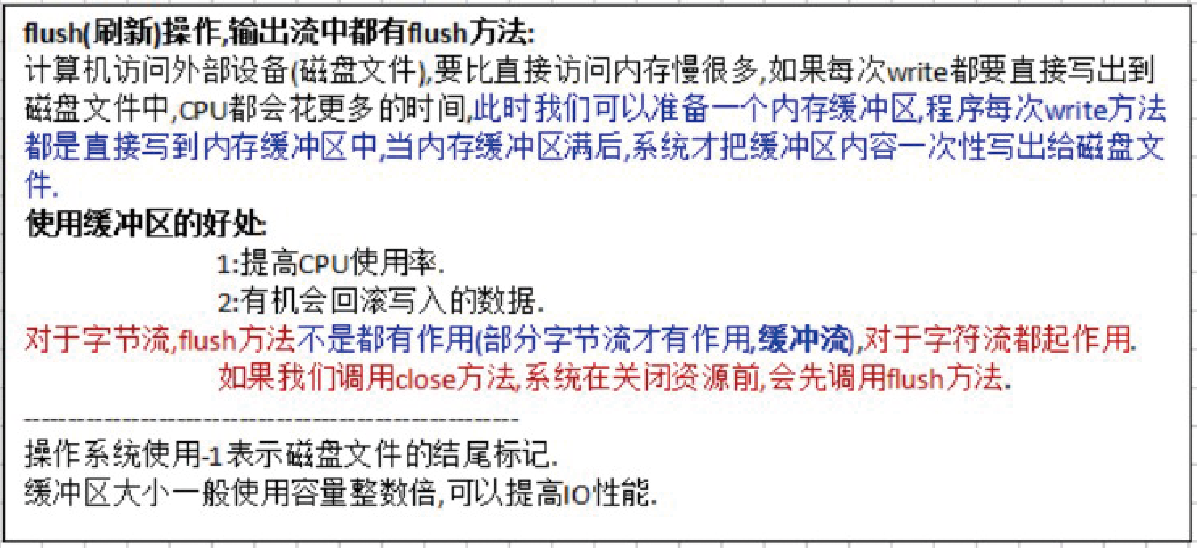 flush(刷新)操作,输出流中都有flush方法:
计算机访问外部设备(磁盘文件),要比直接访问内存慢很多,如果每次write都要直接写出到
磁盘文件中,CPU都会花更多的时间,此时我们可以准备一个内存缓冲区,程序每次write方法
都是直接写到内存缓冲区中,当内存缓冲区满后,系统才把缓冲区内容一次性写出给磁盘文
件.
使用缓冲区的好处:
1:提高CPU使用率.
2:有机会回滚写入的数据.
对于字节流,flush方法不是都有作用(部分字节流才有作用,缓冲流),对于字符流都起作用.
如果我们调用close方法,系统在关闭资源前,会先调用flush方法.
--------------------------------------------------------
操作系统使用-1表示磁盘文件的结尾标记.
缓冲区大小一般使用容量整数倍,可以提高IO性能.